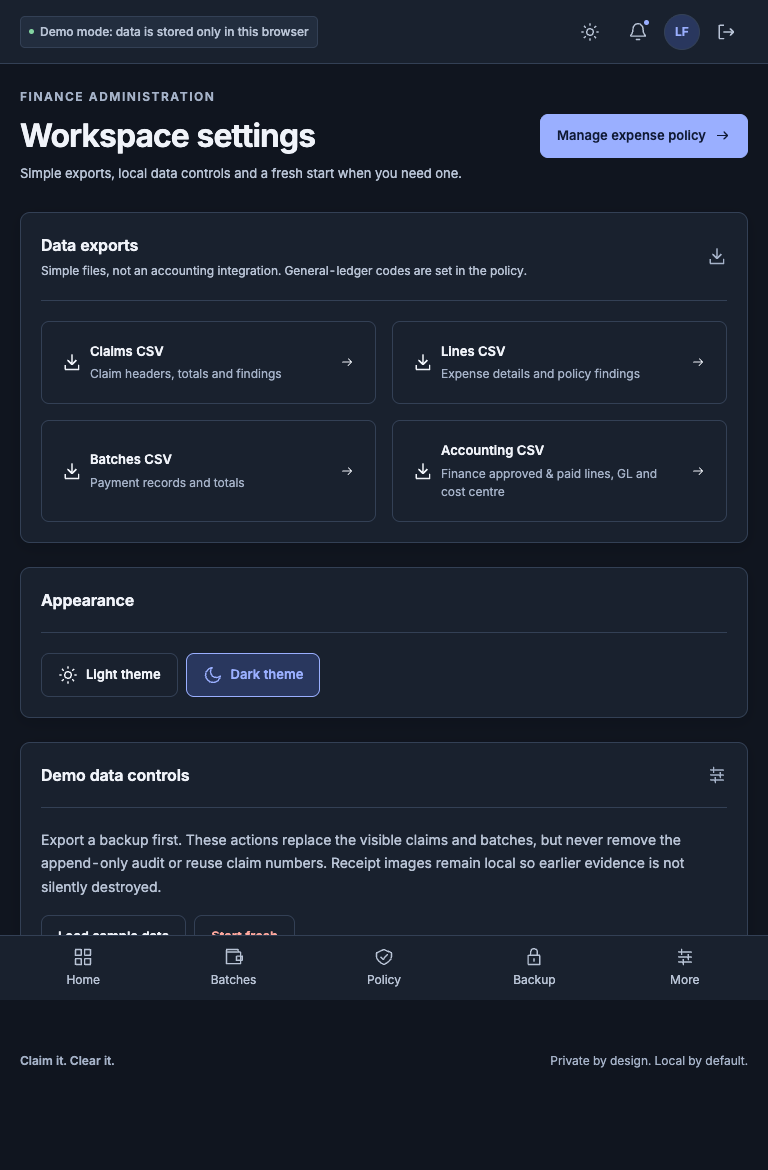 Demo mode: data is stored only in this browser
LF
FINANCE ADMINISTRATION
Workspace settings
Manage expense policy
Simple exports, local data controls and a fresh start when you need one.
Data exports
Simple files, not an accounting integration. General-ledger codes are set in the policy.
Claims CSV
Claim headers, totals and findings
Lines CSV
Expense details and policy findings
Batches CSV
Payment records and totals
Accounting CSV
Finance approved & paid lines, GL and
cost centre
Appearance
Light theme
Dark theme
Demo data controls
Export a backup first. These actions replace the visible claims and batches, but never remove the
append-only audit or reuse claim numbers. Receipt images remain local so earlier evidence is not
silently destroyed.
Load sample data
Start fresh
Home
Batches
Policy
Backup
More
Claim it. Clear it.
Private by design. Local by default.